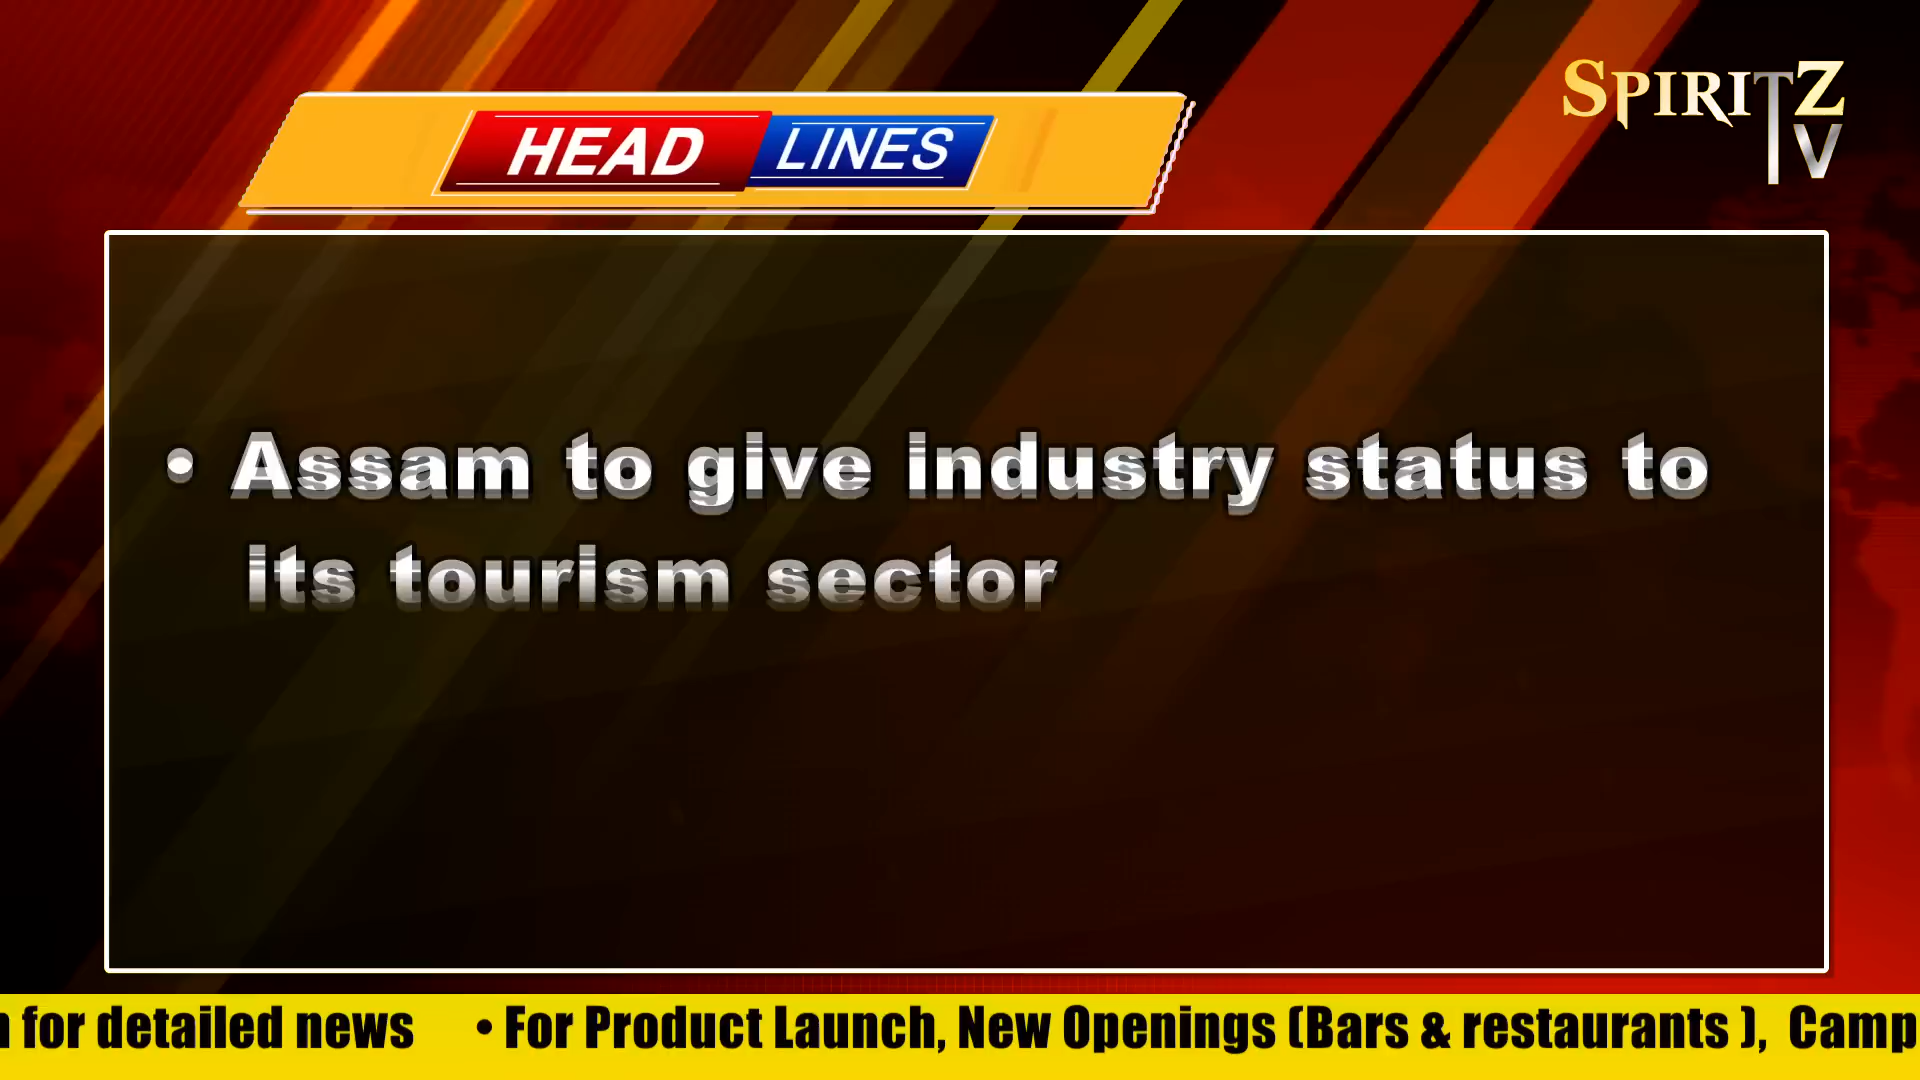 SPIRITZ
TV
HEAD LINES
• Assam to give industry status to
its tourism sector
for detailed news • For Product Launch, New Openings (Bars & restaurants ), Camp